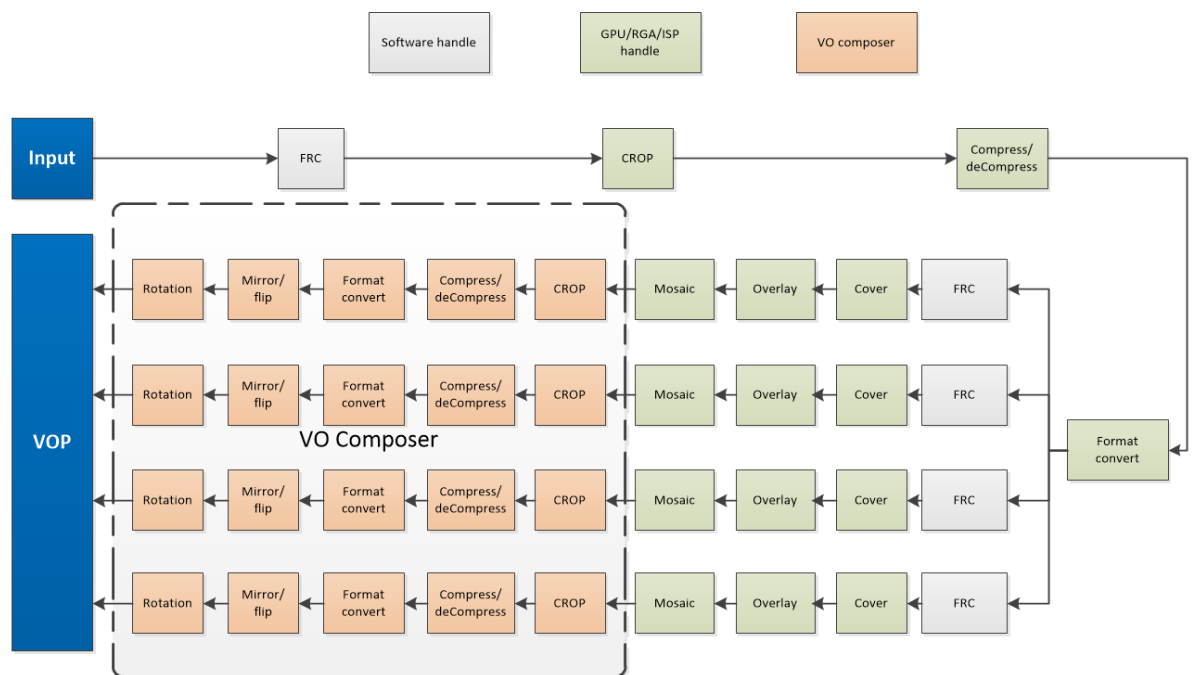 Software handle
GPU/RGA/ISP
handle
VO composer
Input
FRC
CROP
Compress/
deCompress
VOP
Rotation
Mirror/
flip
Format
convert
Compress/
deCompress
CROP
Mosaic
Overlay
Cover
FRC
Rotation
Mirror/
flip
Format
convert
Compress/
deCompress
CROP
Mosaic
Overlay
Cover
FRC
VO Composer
Format
convert
Rotation
Mirror/
flip
Format
convert
Compress/
deCompress
CROP
Mosaic
Overlay
Cover
FRC
Rotation
Mirror/
flip
Format
convert
Compress/
deCompress
CROP
Mosaic
Overlay
Cover
FRC